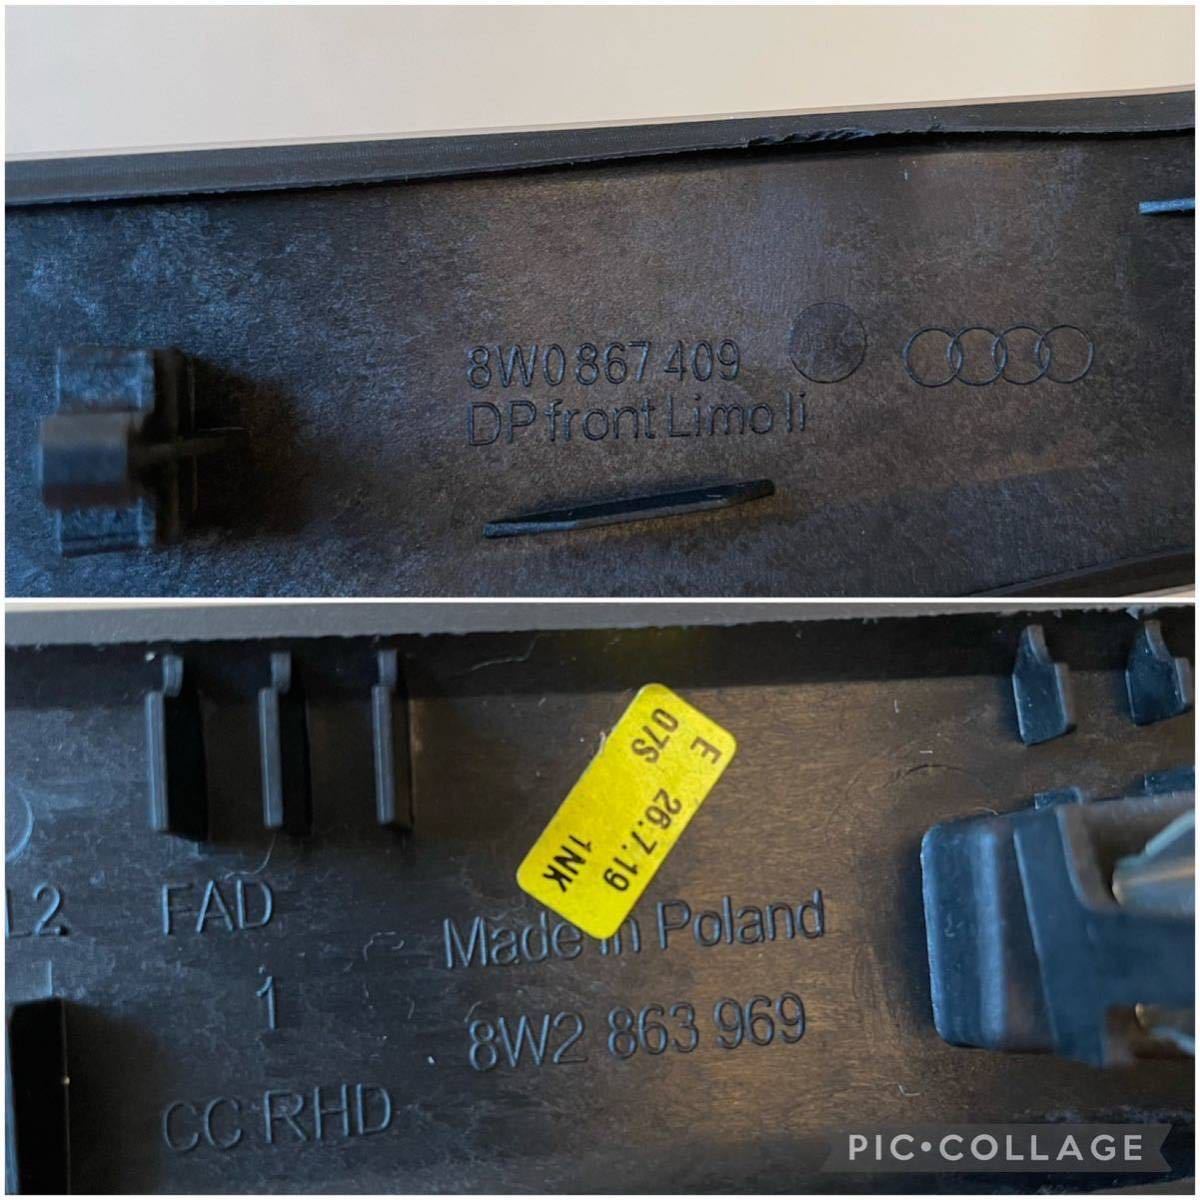 8W0 867 409
DP front Limo li
E 26.7.19
07S 1NK
L2 FAD
1
CC RHD
Made in Poland
8W2 863 969
PIC•COLLAGE